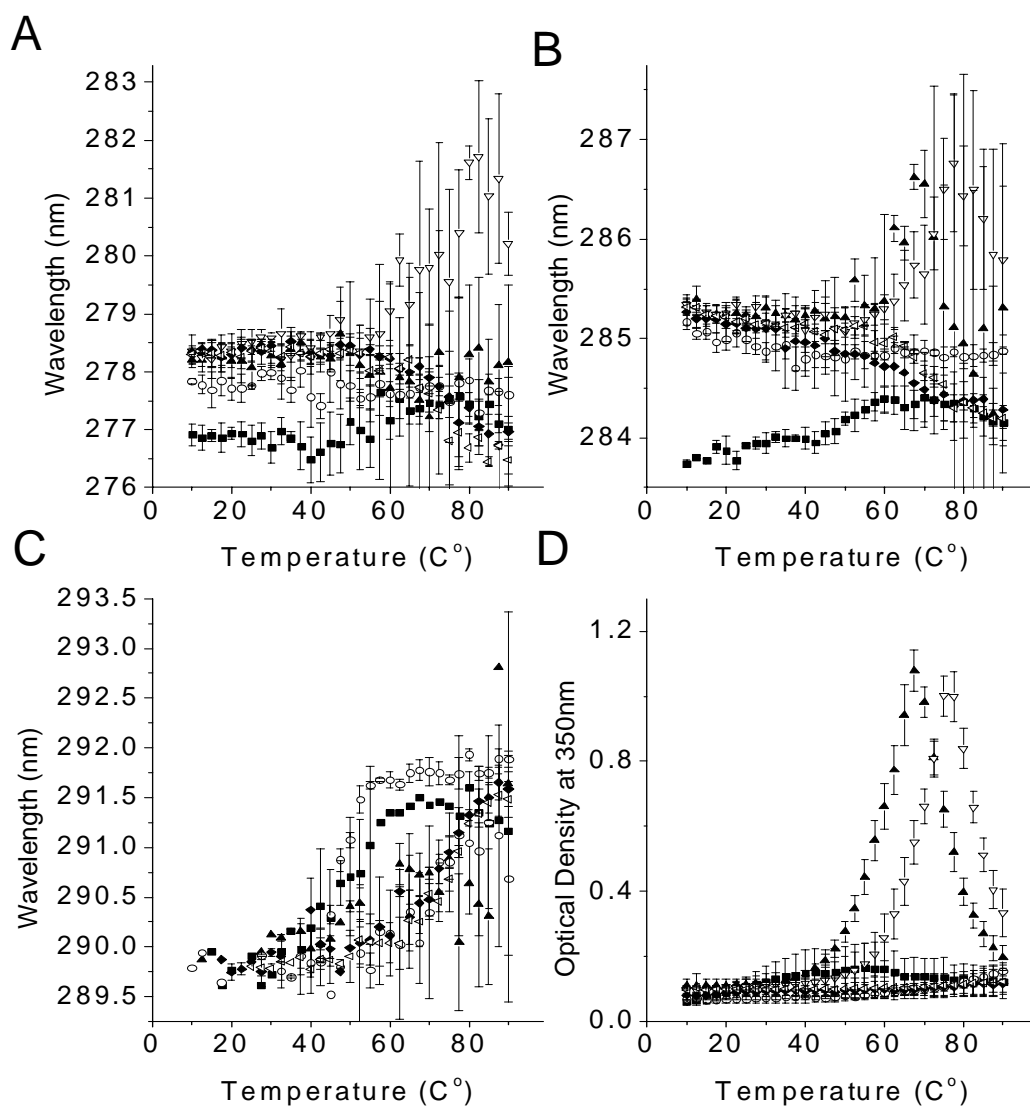 A
283
282
281
280
279
278
277
276
Wavelength (nm)
0 20 40 60 80
Temperature (C°)
B
287
286
285
284
Wavelength (nm)
0 20 40 60 80
Temperature (C°)
C
293.5
293.0
292.5
292.0
291.5
291.0
290.5
290.0
289.5
Wavelength (nm)
0 20 40 60 80
Temperature (C°)
D
1.2
0.8
0.4
0.0
Optical Density at 350nm
0 20 40 60 80
Temperature (C°)